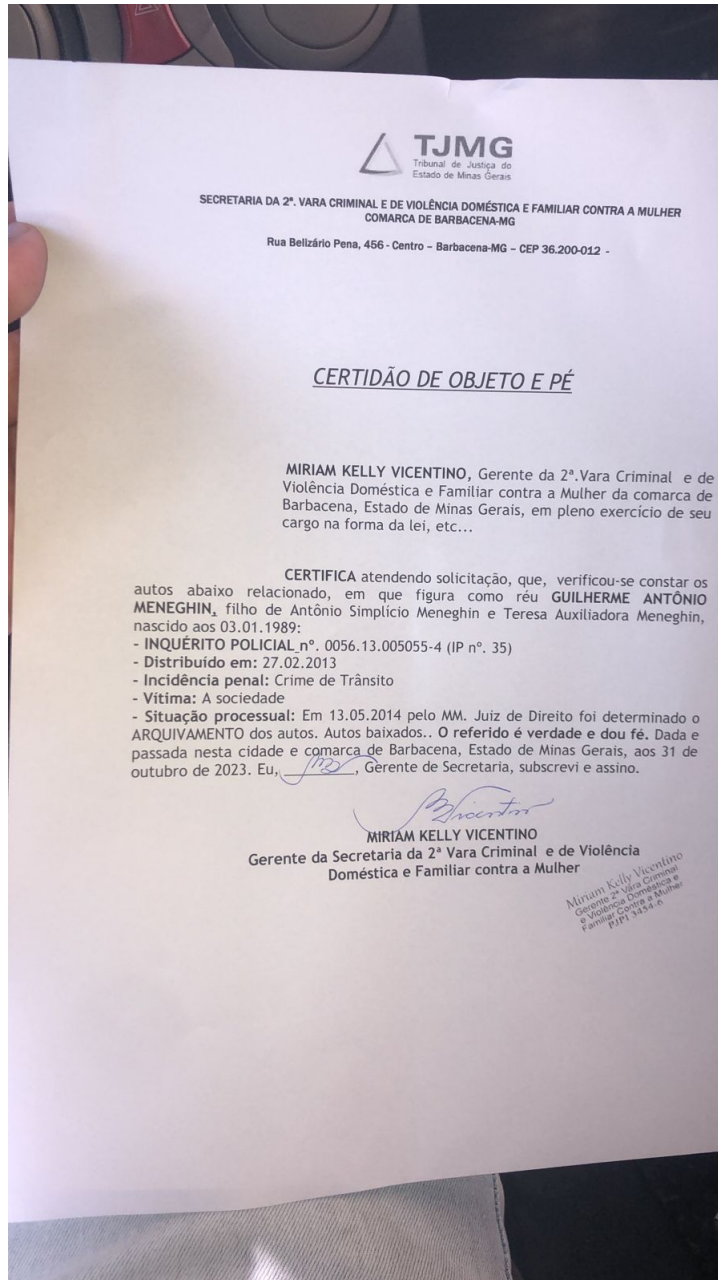 TJMG
Tribunal de Justiça do
Estado de Minas Gerais
SECRETARIA DA 2ª. VARA CRIMINAL E DE VIOLÊNCIA DOMÉSTICA E FAMILIAR CONTRA A MULHER
COMARCA DE BARBACENA-MG
Rua Belizário Pena, 456 - Centro – Barbacena-MG – CEP 36.200-012 -
CERTIDÃO DE OBJETO E PÉ
MIRIAM KELLY VICENTINO, Gerente da 2ª.Vara Criminal e de
Violência Doméstica e Familiar contra a Mulher da comarca de
Barbacena, Estado de Minas Gerais, em pleno exercício de seu
cargo na forma da lei, etc...
CERTIFICA atendendo solicitação, que, verificou-se constar os
autos abaixo relacionado, em que figura como réu GUILHERME ANTÔNIO
MENEGHIN, filho de Antônio Simplício Meneghin e Teresa Auxiliadora Meneghin,
nascido aos 03.01.1989:
- INQUÉRITO POLICIAL nº. 0056.13.005055-4 (IP nº. 35)
- Distribuído em: 27.02.2013
- Incidência penal: Crime de Trânsito
- Vítima: A sociedade
- Situação processual: Em 13.05.2014 pelo MM. Juiz de Direito foi determinado o
ARQUIVAMENTO dos autos. Autos baixados.. O referido é verdade e dou fé. Dada e
passada nesta cidade e comarca de Barbacena, Estado de Minas Gerais, aos 31 de
outubro de 2023. Eu, ________, Gerente de Secretaria, subscrevi e assino.
MIRIAM KELLY VICENTINO
Gerente da Secretaria da 2ª Vara Criminal e de Violência
Doméstica e Familiar contra a Mulher
Miriam Kelly Vicentino
Gerente 2ª Vara Criminal
e Violência Doméstica e
Familiar Contra a Mulher
PJPI 3454-6